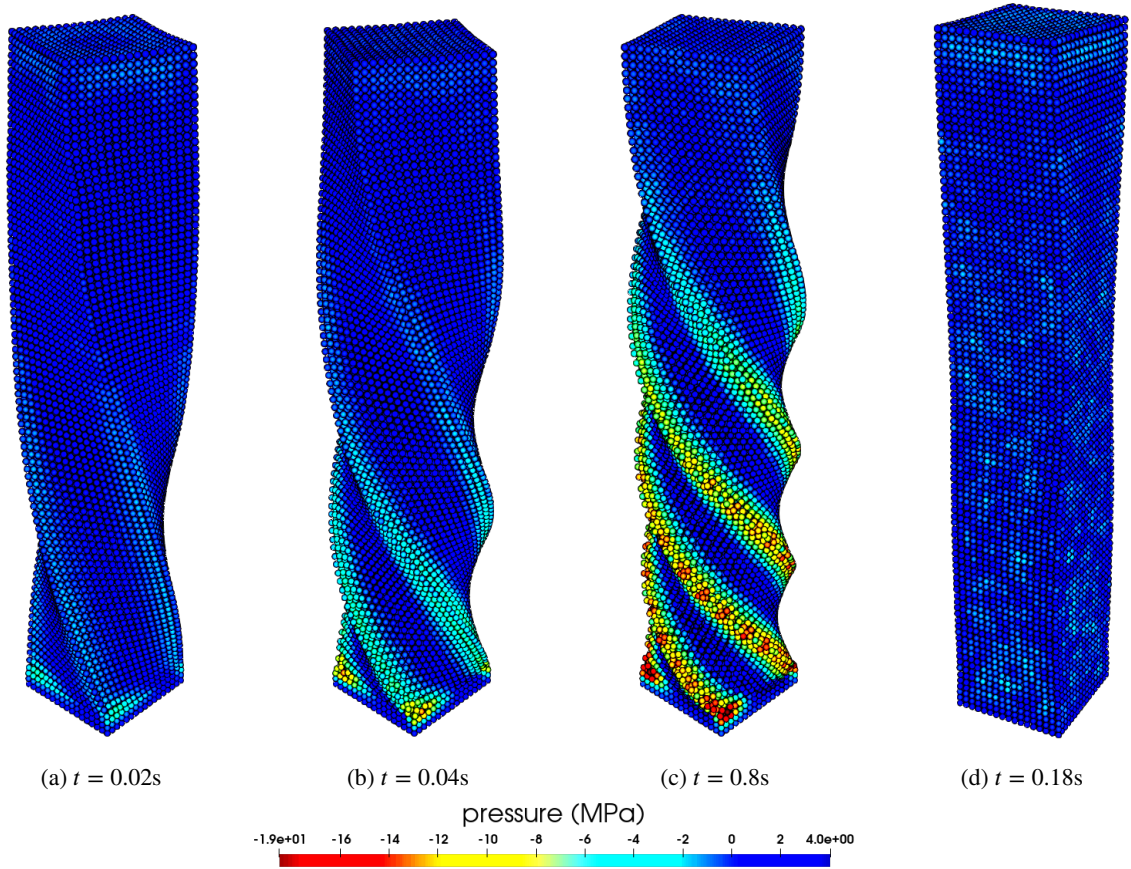 (a) t = 0.02s (b) t = 0.04s (c) t = 0.8s (d) t = 0.18s
pressure (MPa)
-1.9e+01 -16 -14 -12 -10 -8 -6 -4 -2 0 2 4.0e+00